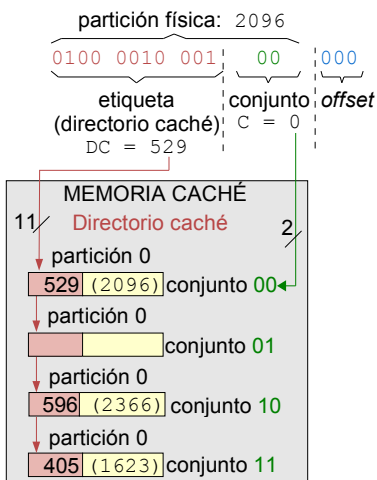 partición física: 2096
0100 0010 001 00 000
etiqueta conjunto offset
(directorio caché) C = 0
DC = 529
MEMORIA CACHÉ
11 Directorio caché 2
partición 0
529 (2096) conjunto 00
partición 0
conjunto 01
partición 0
596 (2366) conjunto 10
partición 0
405 (1623) conjunto 11